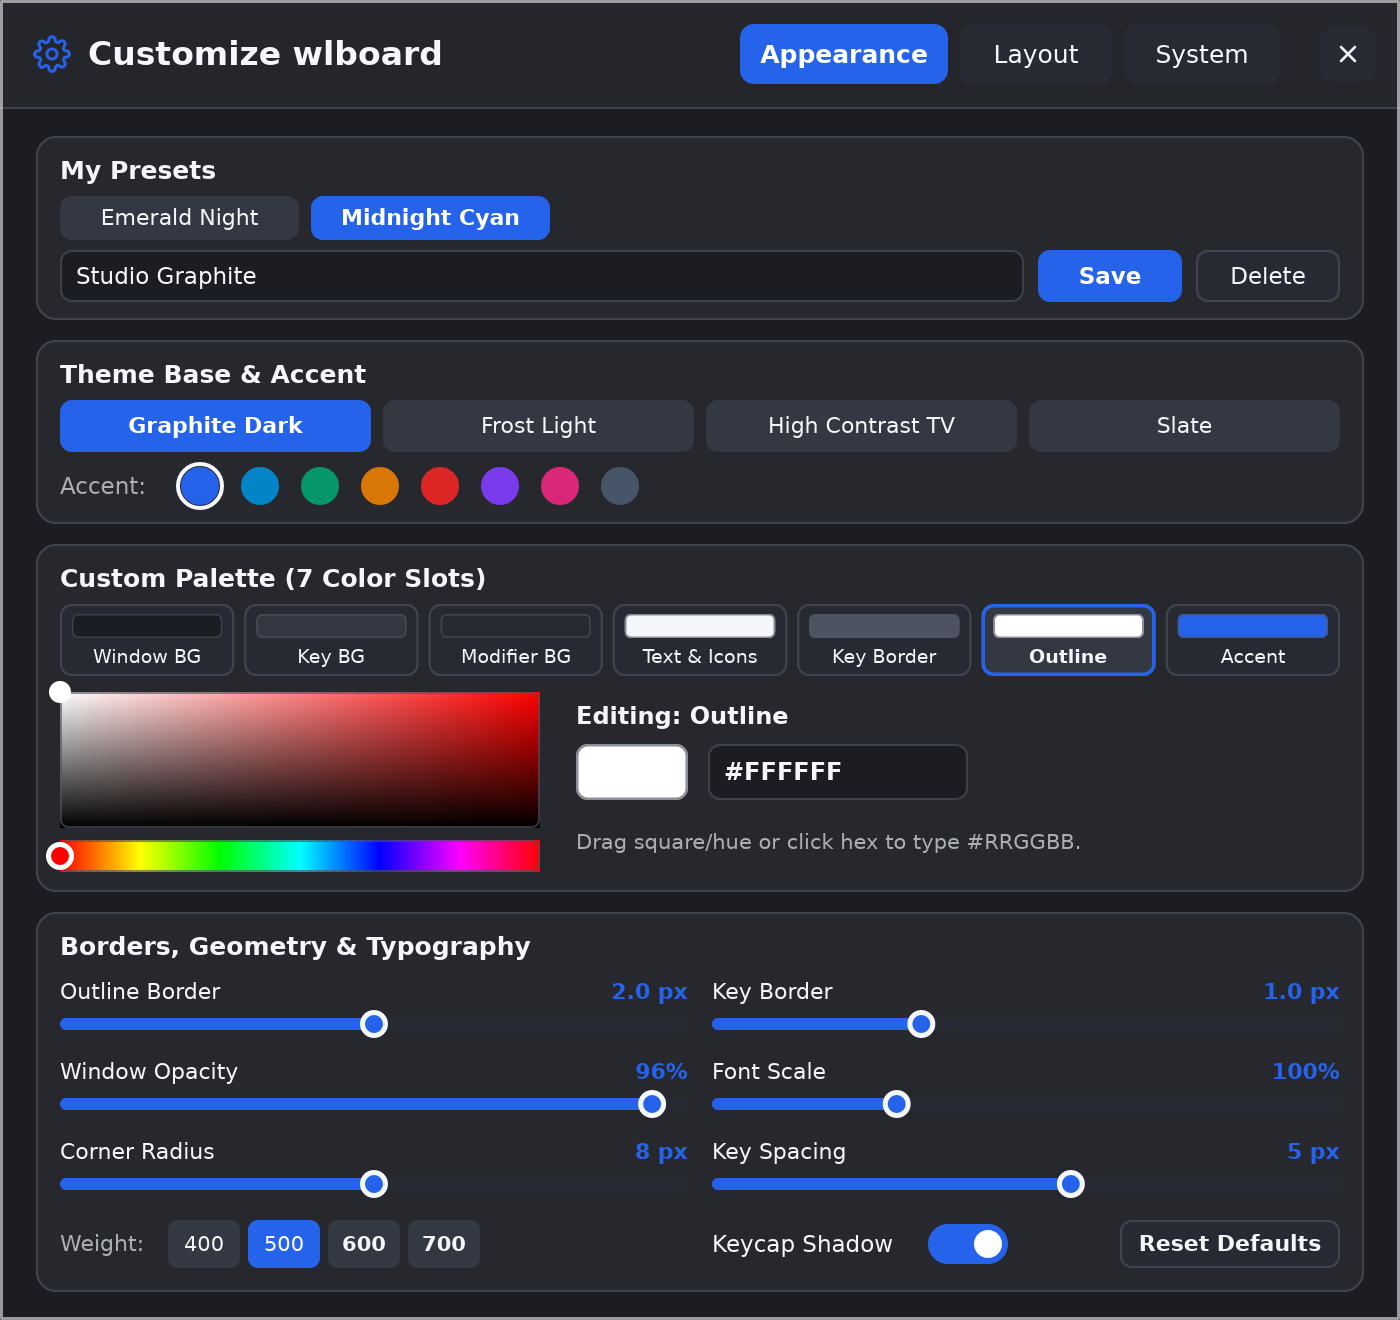 Customize wlboard
Appearance
Layout
System
My Presets
Emerald Night
Midnight Cyan
Studio Graphite
Save
Delete
Theme Base & Accent
Graphite Dark
Frost Light
High Contrast TV
Slate
Accent:
Custom Palette (7 Color Slots)
Window BG
Key BG
Modifier BG
Text & Icons
Key Border
Outline
Accent
Editing: Outline
#FFFFFF
Drag square/hue or click hex to type #RRGGBB.
Borders, Geometry & Typography
Outline Border
2.0 px
Key Border
1.0 px
Window Opacity
96%
Font Scale
100%
Corner Radius
8 px
Key Spacing
5 px
Weight:
400
500
600
700
Keycap Shadow
Reset Defaults